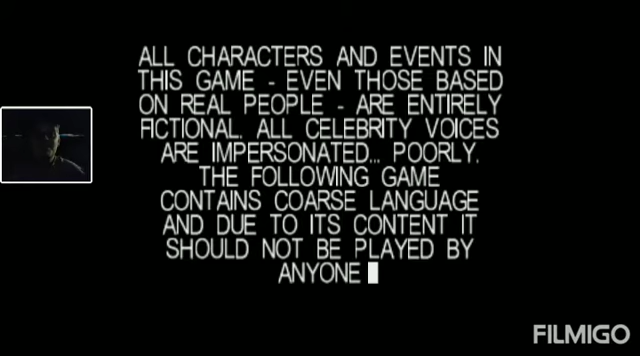 ALL CHARACTERS AND EVENTS IN
THIS GAME - EVEN THOSE BASED
ON REAL PEOPLE - ARE ENTIRELY
FICTIONAL. ALL CELEBRITY VOICES
ARE IMPERSONATED... POORLY.
THE FOLLOWING GAME
CONTAINS COARSE LANGUAGE
AND DUE TO ITS CONTENT IT
SHOULD NOT BE PLAYED BY
ANYONE
FILMIGO